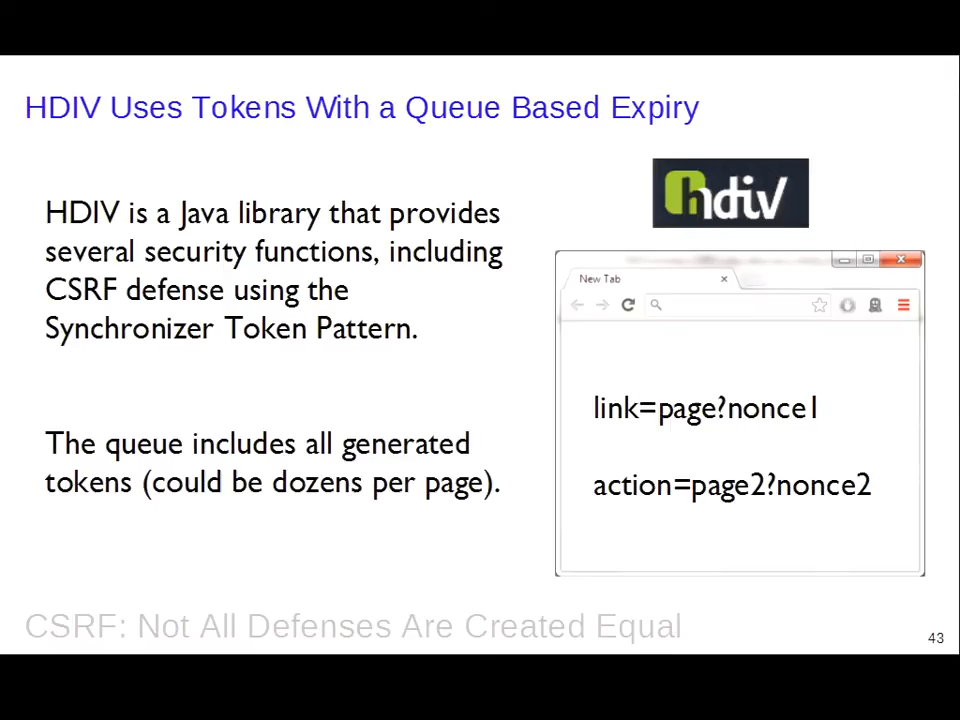 HDIV Uses Tokens With a Queue Based Expiry
hdiv
HDIV is a Java library that provides
several security functions, including
CSRF defense using the
Synchronizer Token Pattern.
The queue includes all generated
tokens (could be dozens per page).
New Tab
link=page?nonce1
action=page2?nonce2
CSRF: Not All Defenses Are Created Equal
43